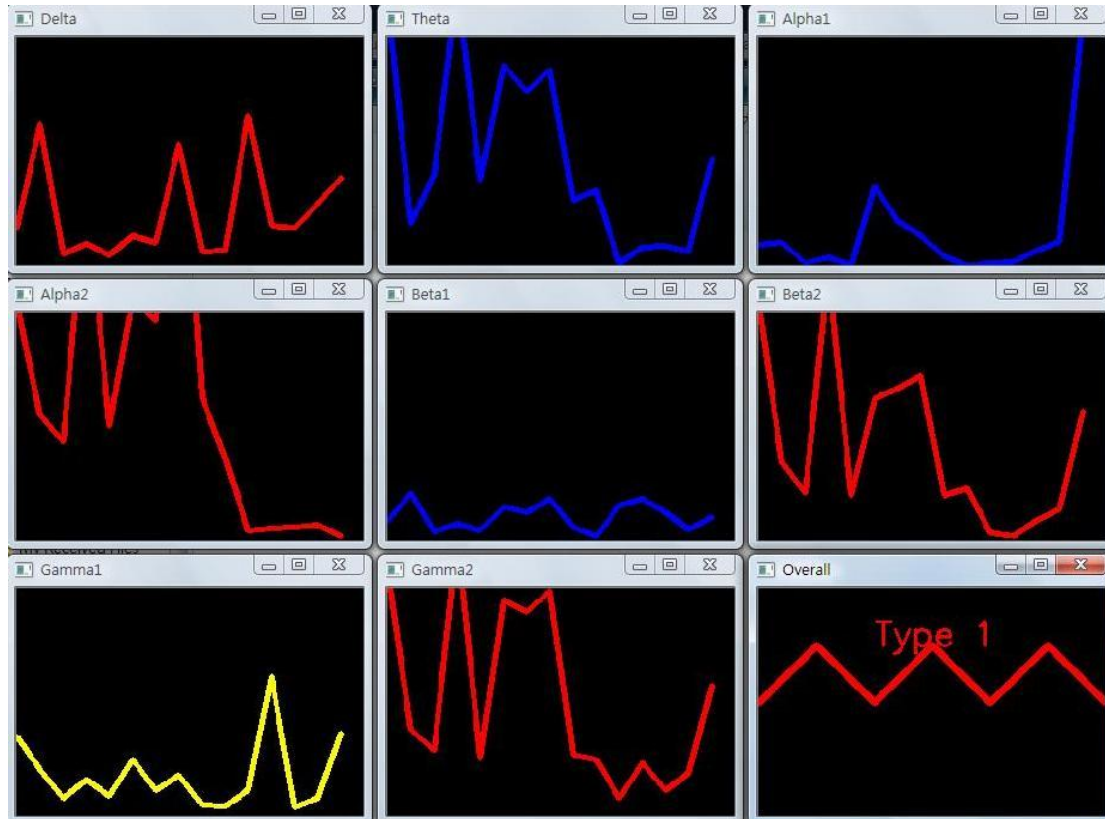 Delta
Theta
Alpha1
Alpha2
Beta1
Beta2
Gamma1
Gamma2
Overall
Type 1